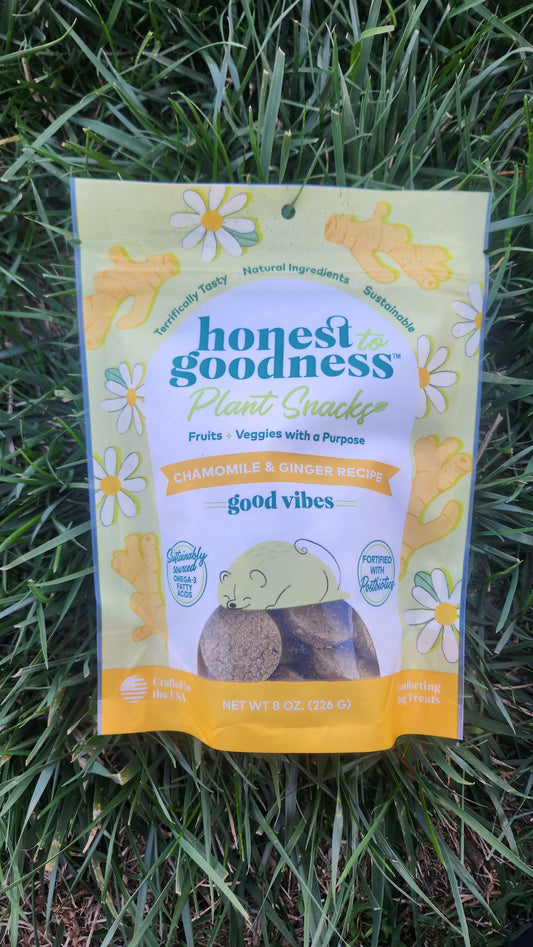 Terrifically Tasty • Natural Ingredients • Sustainable
honest to
goodness™
Plant Snacks
Fruits + Veggies with a Purpose
CHAMOMILE & GINGER RECIPE
good vibes
Sustainably
sourced
OMEGA-3
FATTY
ACIDS
FORTIFIED
WITH
Postbiotics
Crafted in
the USA
NET WT 8 OZ. (226 G)
Comforting
Dog Treats